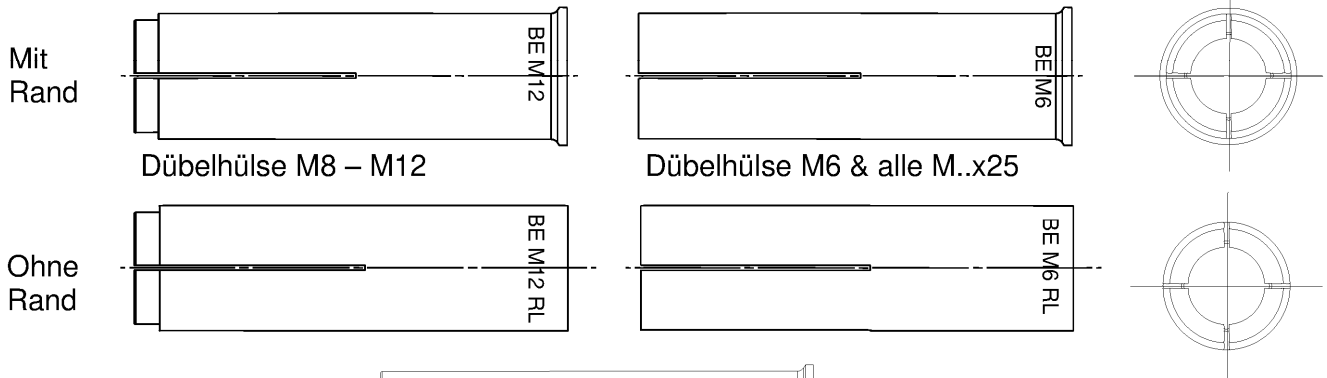 Mit
Rand
BE M12
BE M6
Dübelhülse M8 – M12
Dübelhülse M6 & alle M..x25
Ohne
Rand
BE M12 RL
BE M6 RL